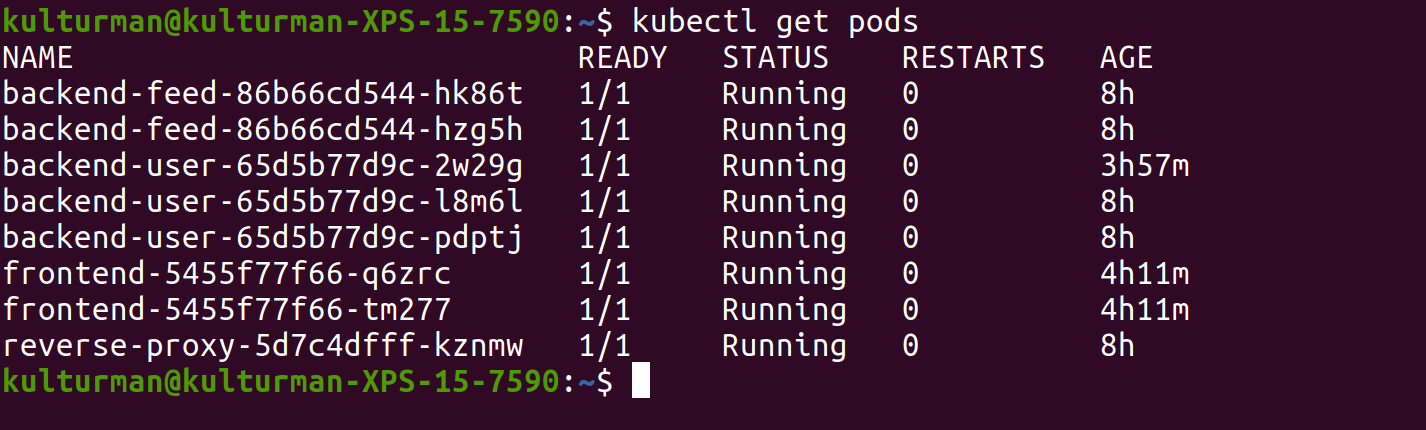 kulturman@kulturman-XPS-15-7590:~$ kubectl get pods
NAME READY STATUS RESTARTS AGE
backend-feed-86b66cd544-hk86t 1/1 Running 0 8h
backend-feed-86b66cd544-hzg5h 1/1 Running 0 8h
backend-user-65d5b77d9c-2w29g 1/1 Running 0 3h57m
backend-user-65d5b77d9c-l8m6l 1/1 Running 0 8h
backend-user-65d5b77d9c-pdptj 1/1 Running 0 8h
frontend-5455f77f66-q6zrc 1/1 Running 0 4h11m
frontend-5455f77f66-tm277 1/1 Running 0 4h11m
reverse-proxy-5d7c4dfff-kznmw 1/1 Running 0 8h
kulturman@kulturman-XPS-15-7590:~$